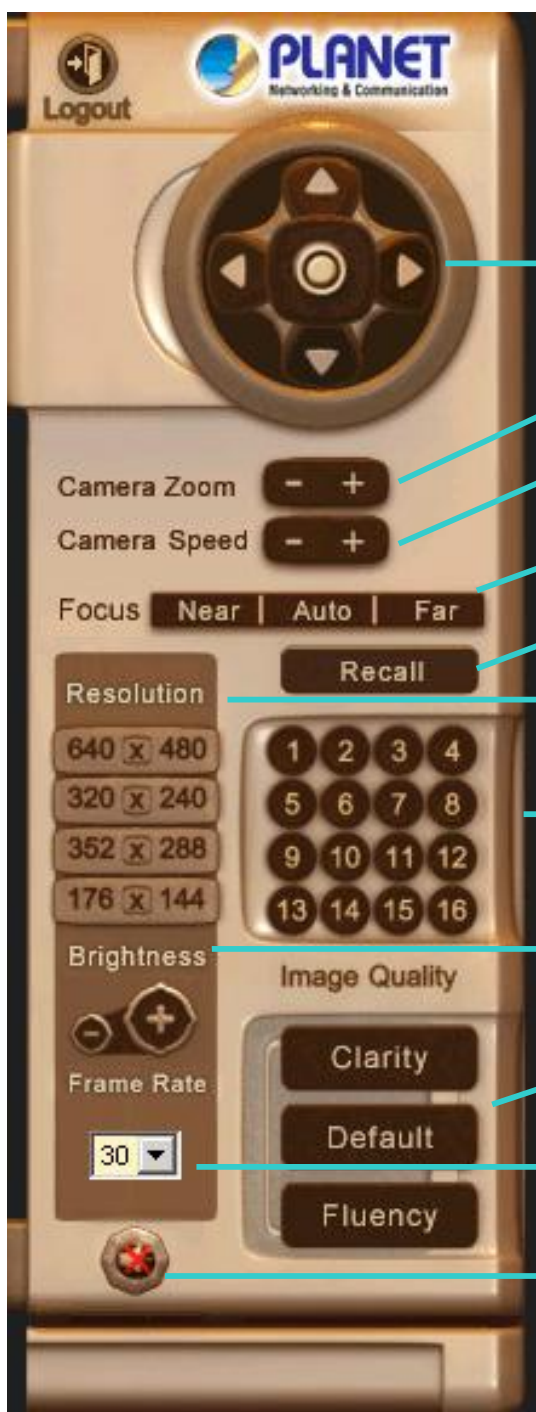 PLANET
Networking & Communication
Logout
Camera Zoom - +
Camera Speed - +
Focus Near | Auto | Far
Recall
Resolution
640 x 480
320 x 240
352 x 288
176 x 144
1 2 3 4
5 6 7 8
9 10 11 12
13 14 15 16
Brightness
- +
Image Quality
Clarity
Default
Fluency
Frame Rate
30